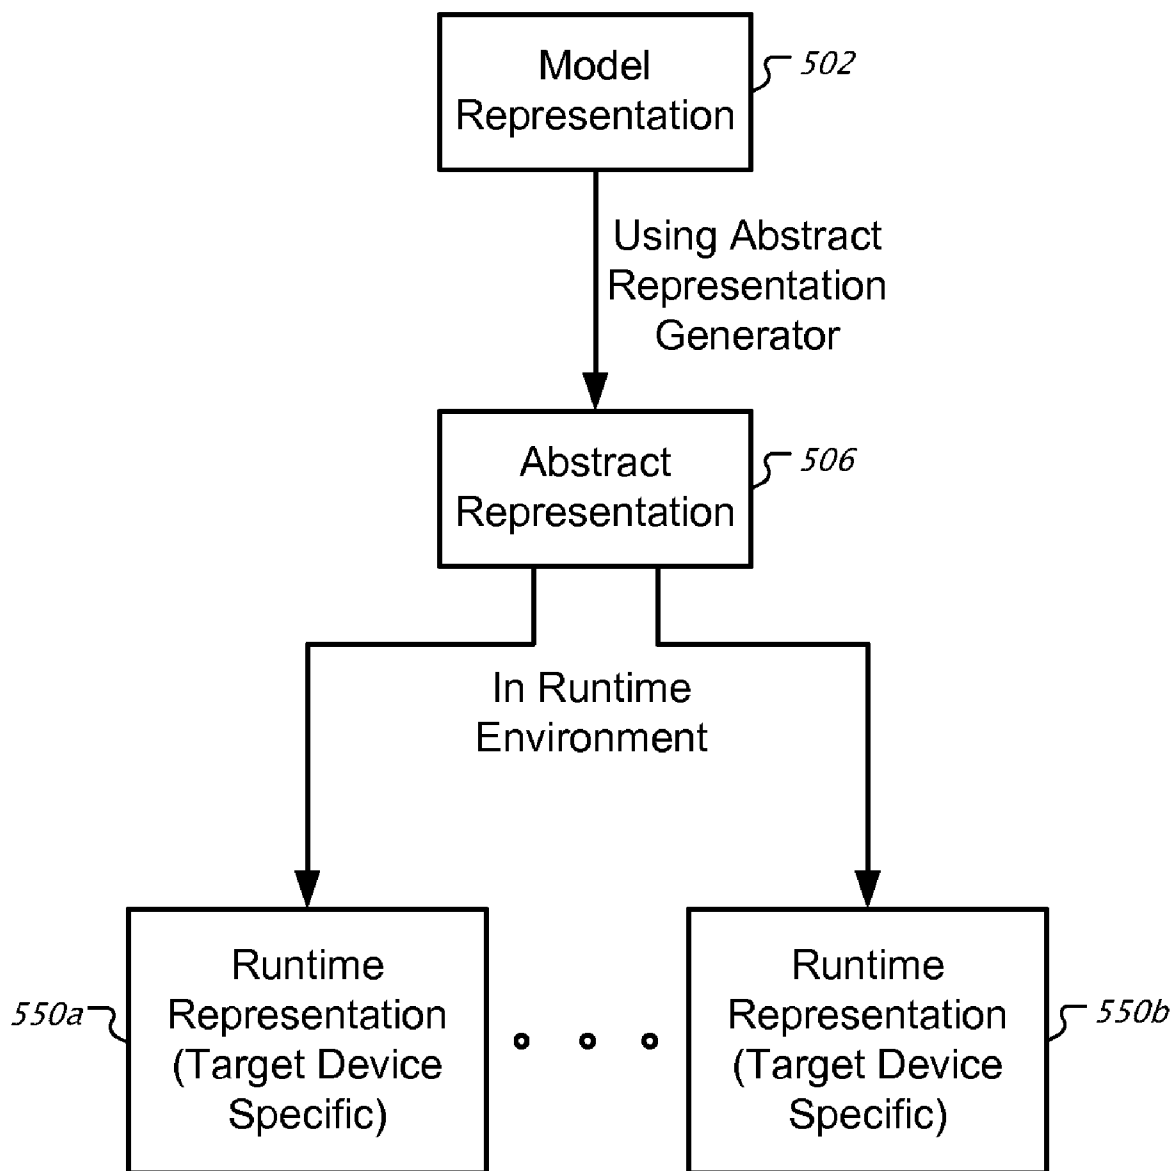 Model
Representation
502
Using Abstract
Representation
Generator
Abstract
Representation
506
In Runtime
Environment
Runtime
Representation
(Target Device
Specific)
550a
Runtime
Representation
(Target Device
Specific)
550b